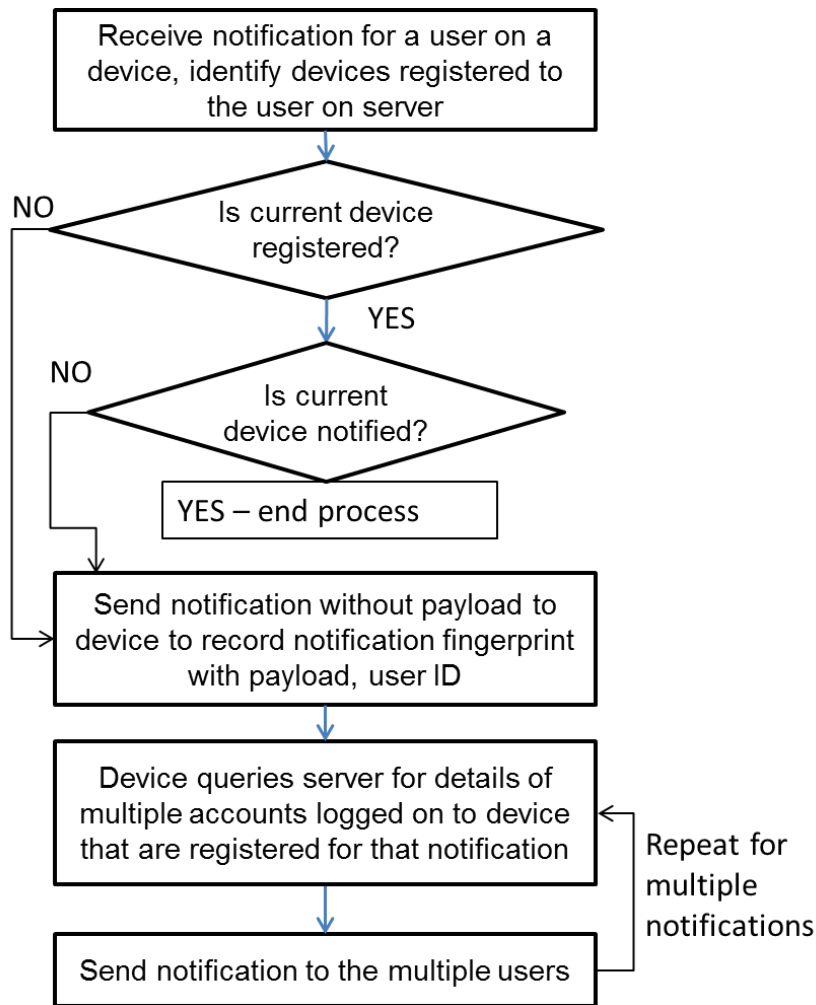 Receive notification for a user on a
device, identify devices registered to
the user on server
NO
Is current device
registered?
YES
NO
Is current
device notified?
YES – end process
Send notification without payload to
device to record notification fingerprint
with payload, user ID
Device queries server for details of
multiple accounts logged on to device
that are registered for that notification
Repeat for
multiple
notifications
Send notification to the multiple users